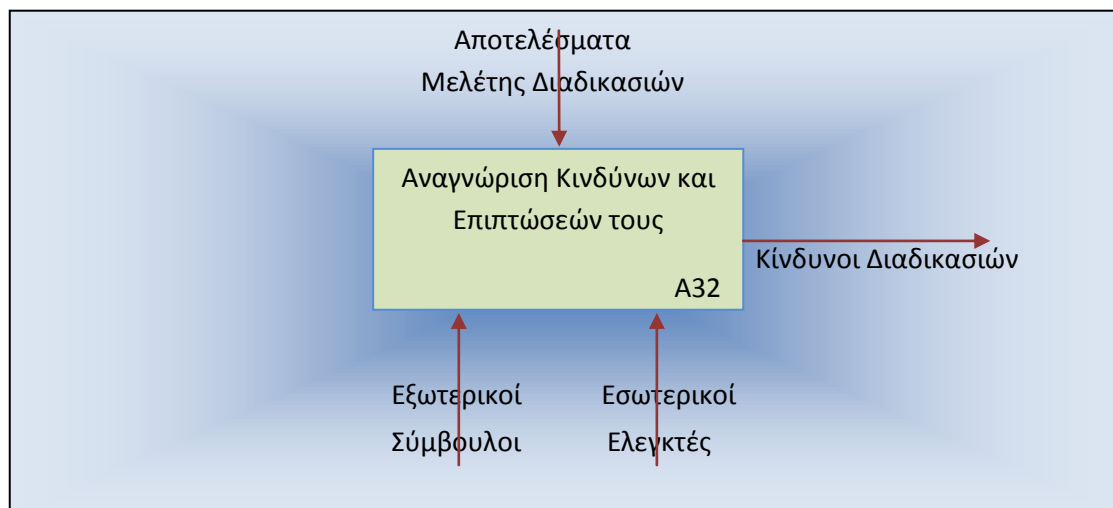 Αποτελέσματα
Μελέτης Διαδικασιών
Αναγνώριση Κινδύνων και
Επιπτώσεών τους
Α32
Κίνδυνοι Διαδικασιών
Εξωτερικοί
Σύμβουλοι
Εσωτερικοί
Ελεγκτές